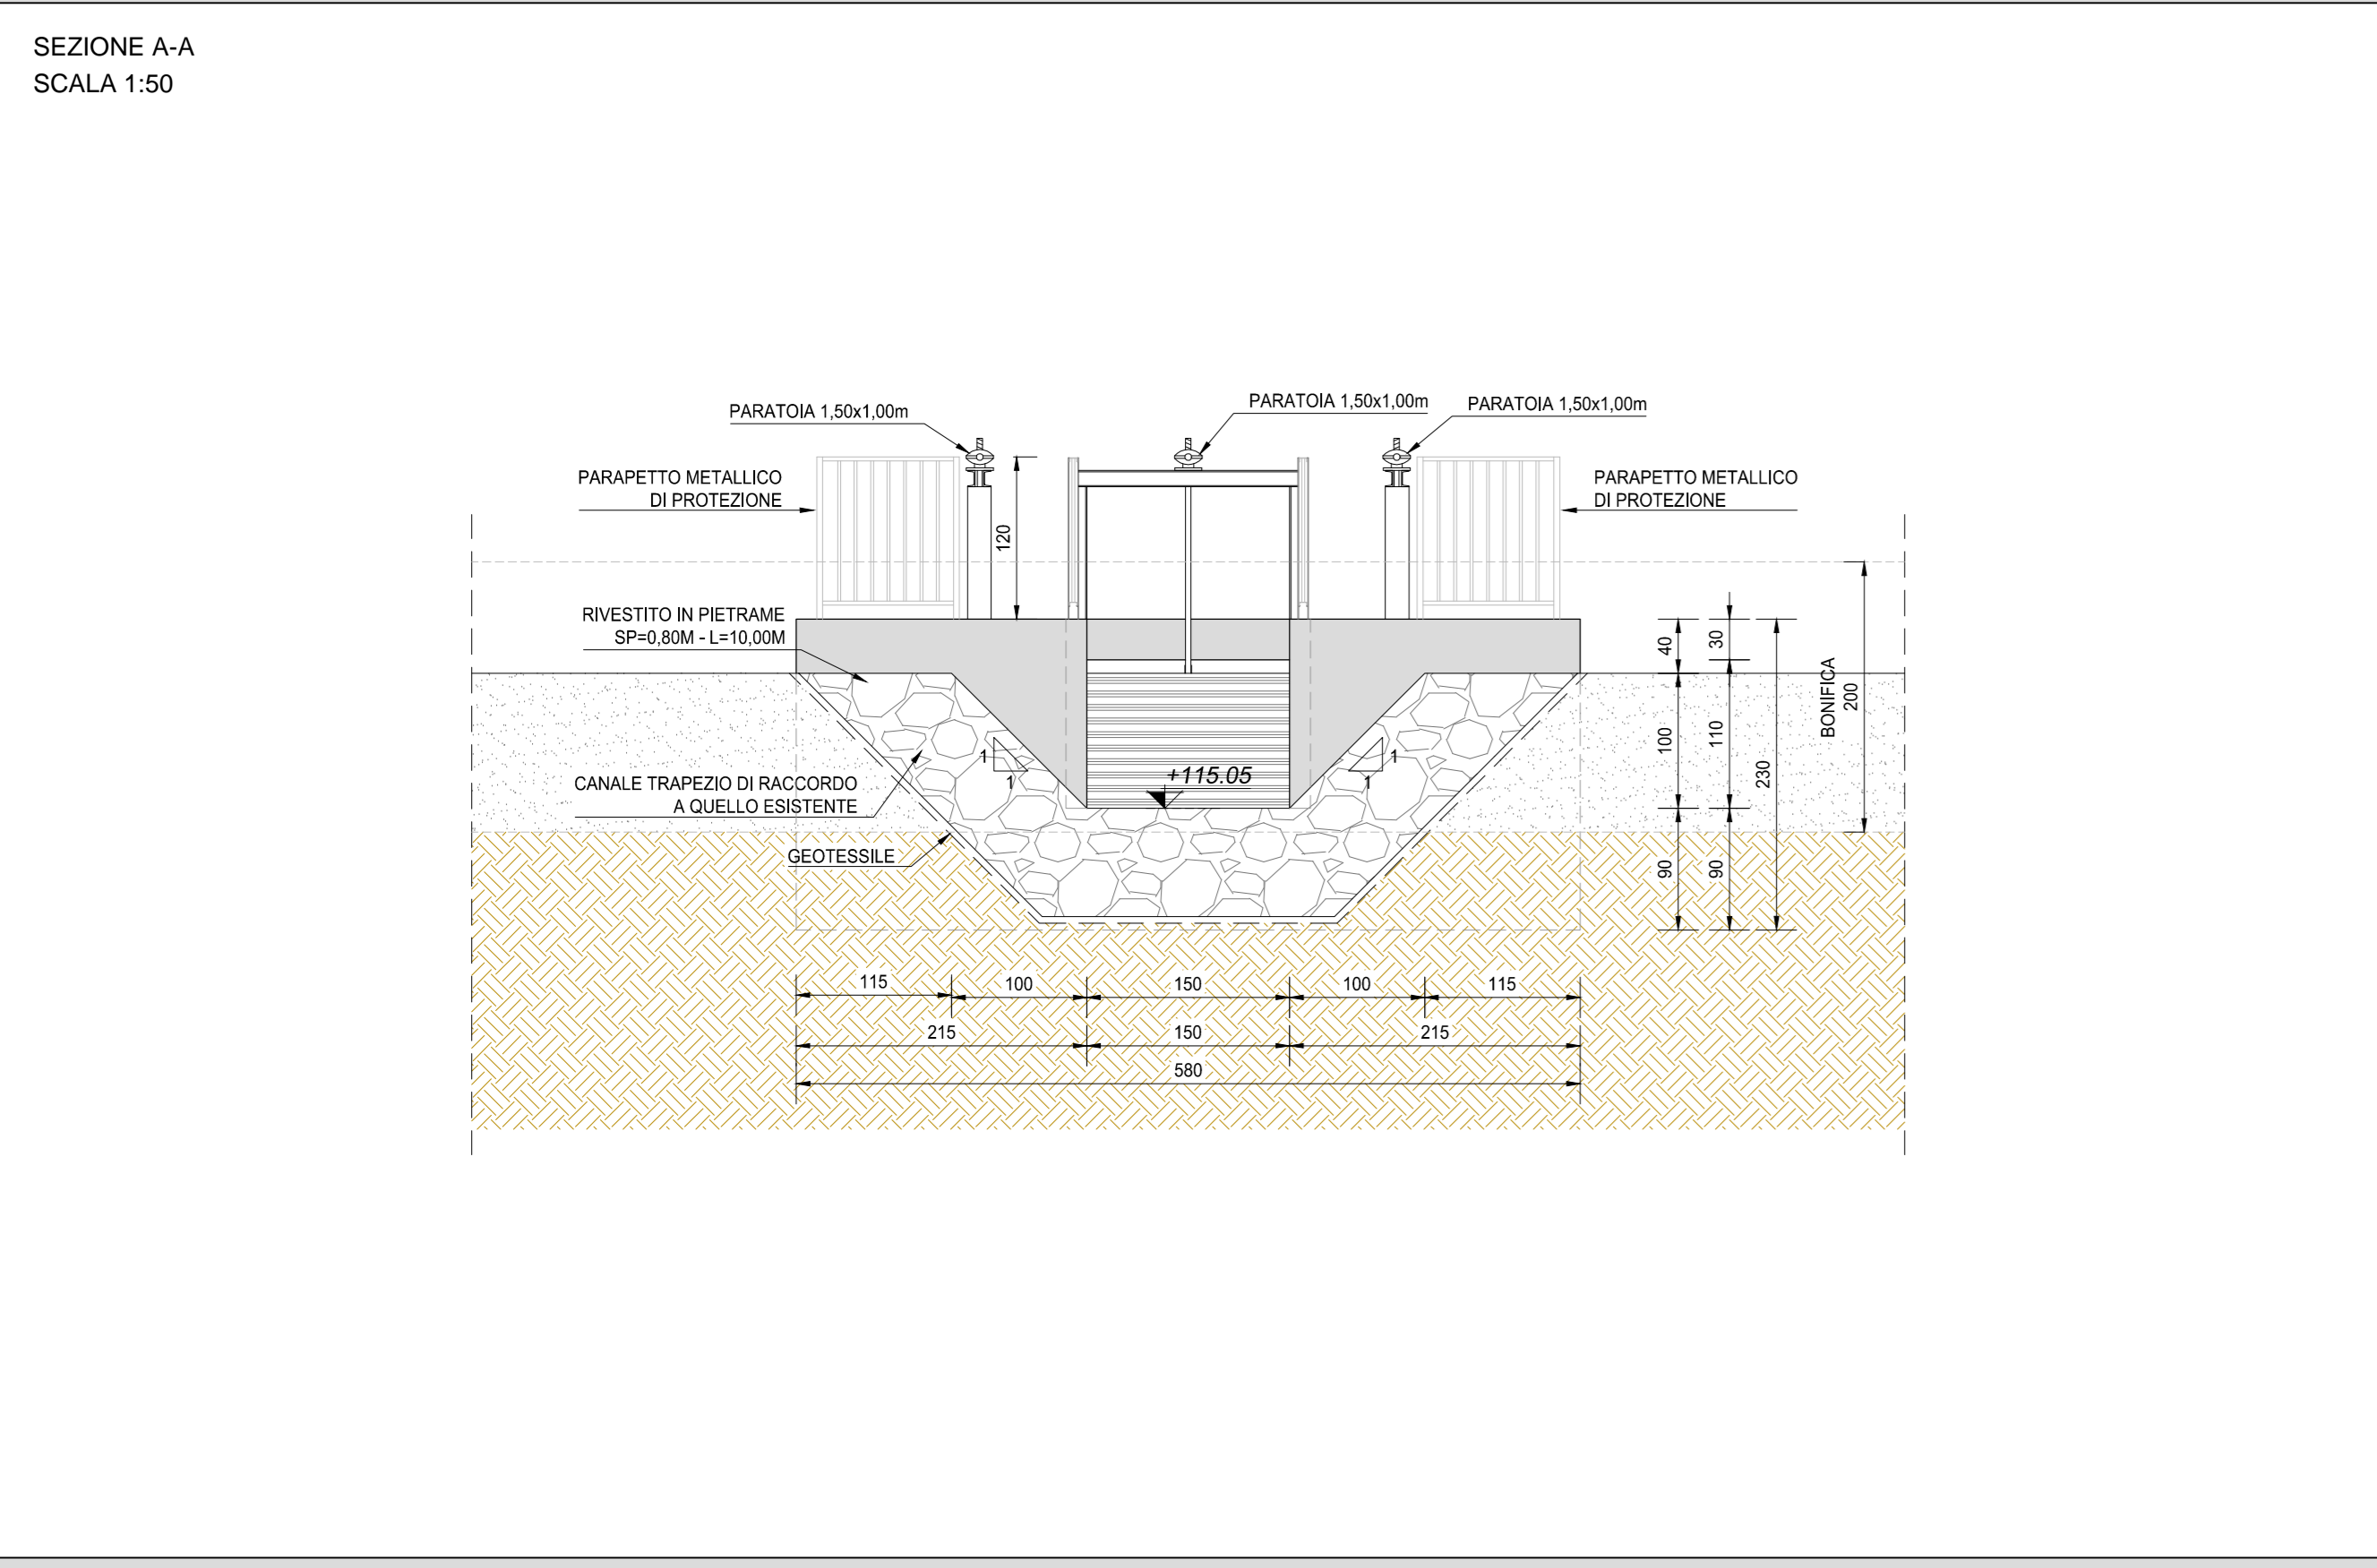 SEZIONE A-A
SCALA 1:50
PARATOIA 1,50x1,00m
PARATOIA 1,50x1,00m
PARATOIA 1,50x1,00m
PARAPETTO METALLICO
DI PROTEZIONE
PARAPETTO METALLICO
DI PROTEZIONE
120
RIVESTITO IN PIETRAME
SP=0,80M - L=10,00M
40
30
BONIFICA
200
100
110
230
1
1
1
1
+115.05
CANALE TRAPEZIO DI RACCORDO
A QUELLO ESISTENTE
GEOTESSILE
90
90
115
100
150
100
115
215
150
215
580